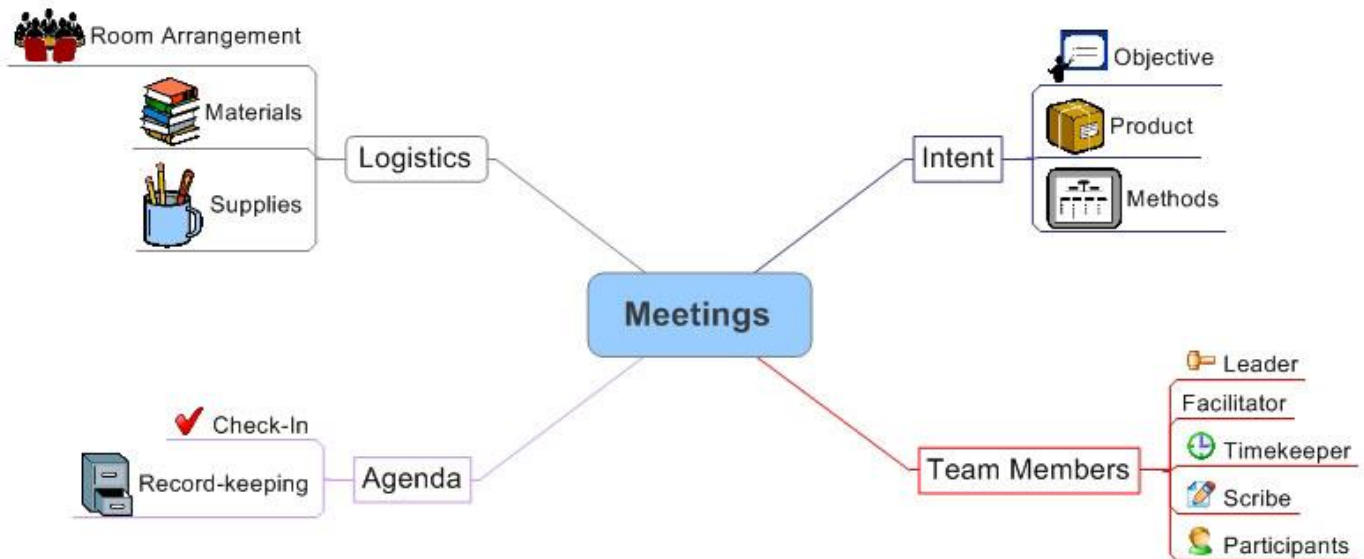 Room Arrangement
Materials
Supplies
Logistics
Objective
Product
Methods
Intent
Meetings
Check-In
Record-keeping
Agenda
Team Members
Leader
Facilitator
Timekeeper
Scribe
Participants